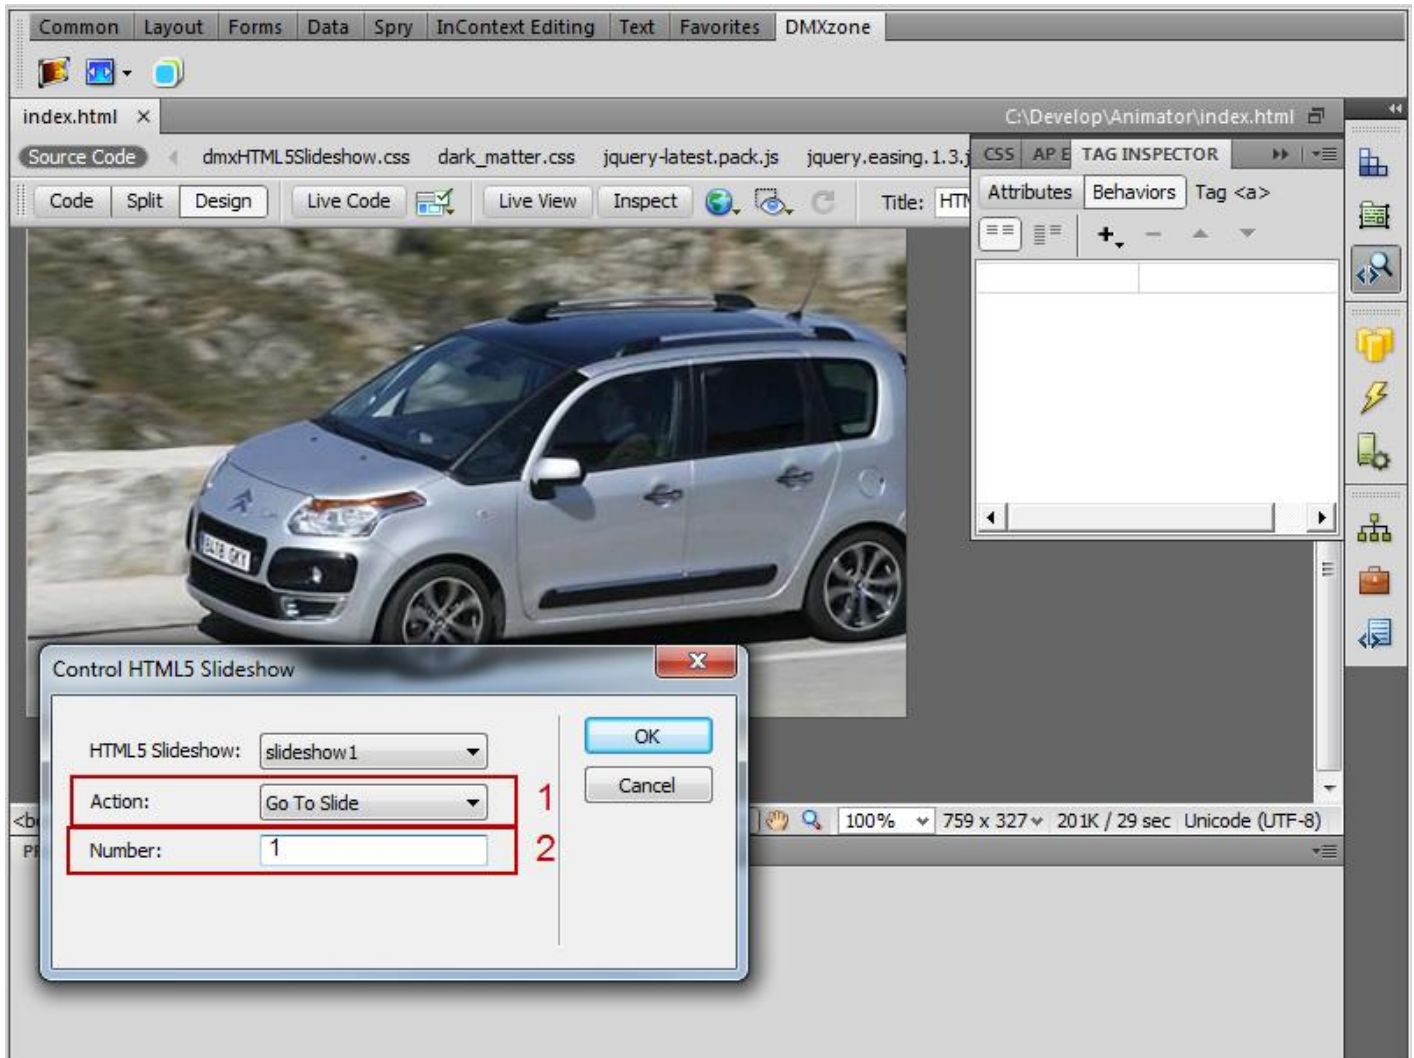 Common Layout Forms Data Spry InContext Editing Text Favorites DMXzone
index.html C:\Develop\Animator\index.html
Source Code dmxHTML5Slideshow.css dark_matter.css jquery-latest.pack.js jquery.easing.1.3.j
CSS AP E TAG INSPECTOR
Code Split Design Live Code Live View Inspect Title: HTM
Attributes Behaviors Tag <a>
Control HTML5 Slideshow
HTML5 Slideshow: slideshow1 OK
Action: Go To Slide 1 Cancel
Number: 1 2
<b 100% 759 x 327 201K / 29 sec Unicode (UTF-8)